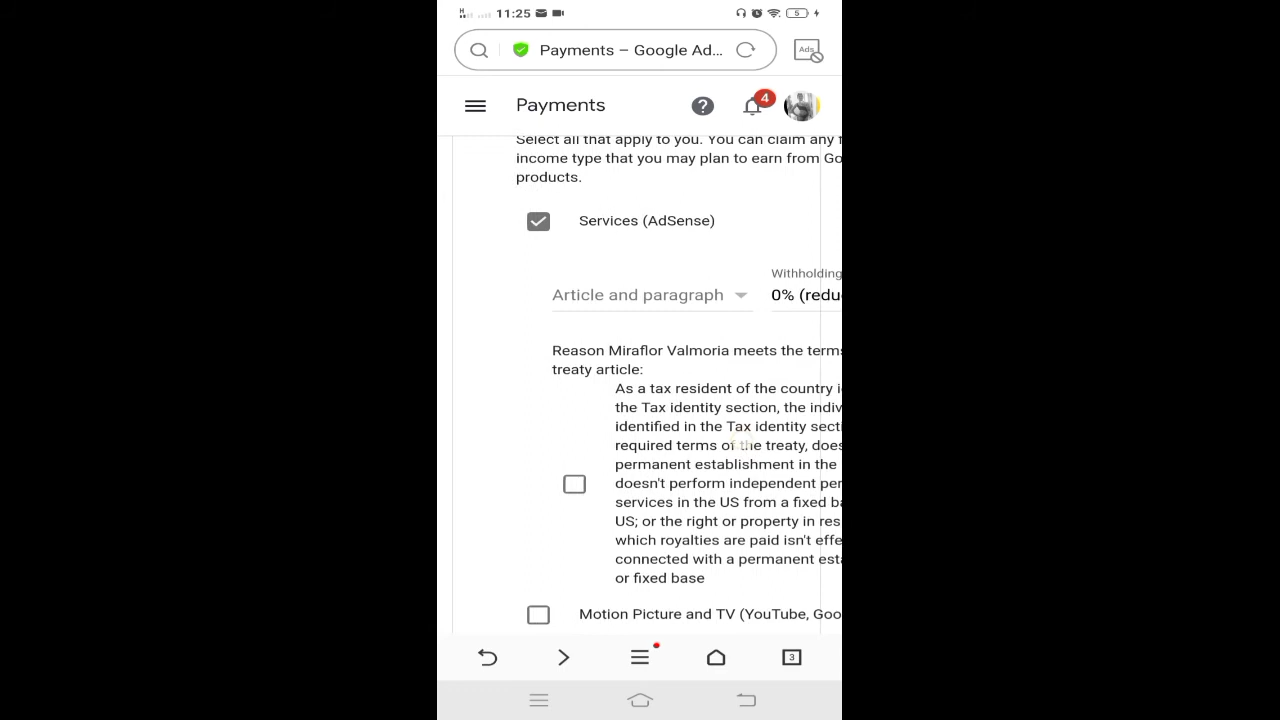 H
11:25
5
Payments – Google Ad...
Ads
Payments
4
Select all that apply to you. You can claim any
income type that you may plan to earn from Go
products.
Services (AdSense)
Withholding
Article and paragraph
0% (redu
Reason Miraflor Valmoria meets the terms
treaty article:
As a tax resident of the country i
the Tax identity section, the indiv
identified in the Tax identity secti
required terms of the treaty, does
permanent establishment in the
doesn't perform independent per
services in the US from a fixed ba
US; or the right or property in res
which royalties are paid isn't effe
connected with a permanent esta
or fixed base
Motion Picture and TV (YouTube, Goo
3